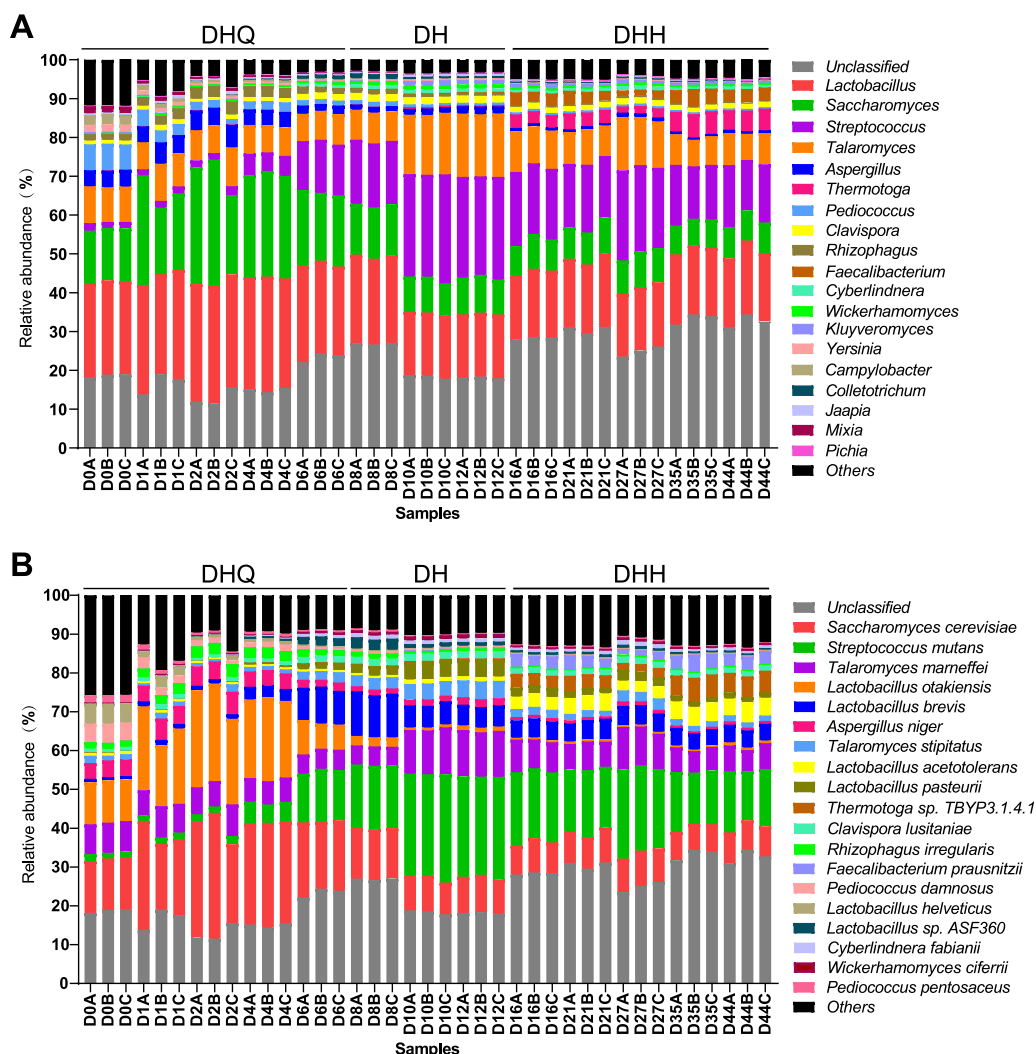 A
DHQ DH DHH
100
90
80
70
60
50
40
30
20
10
0
Relative abundance (%)
D0A D0B D0C D1A D1B D1C D2A D2B D2C D4A D4B D4C D6A D6B D6C D8A D8B D8C D10A D10B D10C D12A D12B D12C D16A D16B D16C D21A D21B D21C D27A D27B D27C D35A D35B D35C D44A D44B D44C
Samples
Unclassified
Lactobacillus
Saccharomyces
Streptococcus
Talaromyces
Aspergillus
Thermotoga
Pediococcus
Clavispora
Rhizophagus
Faecalibacterium
Cyberlindnera
Wickerhamomyces
Kluyveromyces
Yersinia
Campylobacter
Colletotrichum
Jaapia
Mixia
Pichia
Others
B
DHQ DH DHH
100
90
80
70
60
50
40
30
20
10
0
Relative abundance (%)
D0A D0B D0C D1A D1B D1C D2A D2B D2C D4A D4B D4C D6A D6B D6C D8A D8B D8C D10A D10B D10C D12A D12B D12C D16A D16B D16C D21A D21B D21C D27A D27B D27C D35A D35B D35C D44A D44B D44C
Samples
Unclassified
Saccharomyces cerevisiae
Streptococcus mutans
Talaromyces marneffei
Lactobacillus otakiensis
Lactobacillus brevis
Aspergillus niger
Talaromyces stipitatus
Lactobacillus acetotolerans
Lactobacillus pasteurii
Thermotoga sp. TBYP3.1.4.1
Clavispora lusitaniae
Rhizophagus irregularis
Faecalibacterium prausnitzii
Pediococcus damnosus
Lactobacillus helveticus
Lactobacillus sp. ASF360
Cyberlindnera fabianii
Wickerhamomyces ciferrii
Pediococcus pentosaceus
Others